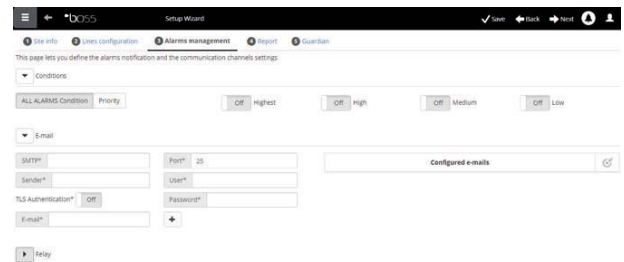 boss Setup Wizard Save Back Next
1 Site info 2 Lines configuration 3 Alarms management 4 Report 5 Guardian
This page lets you define the alarms notification and the communication channels settings
Conditions
ALL ALARMS Condition Priority Off Highest Off High Off Medium Off Low
E-mail
SMTP* Port* 25 Configured e-mails
Sender* User*
TLS Authentication* Off Password*
E-mail* +
Relay